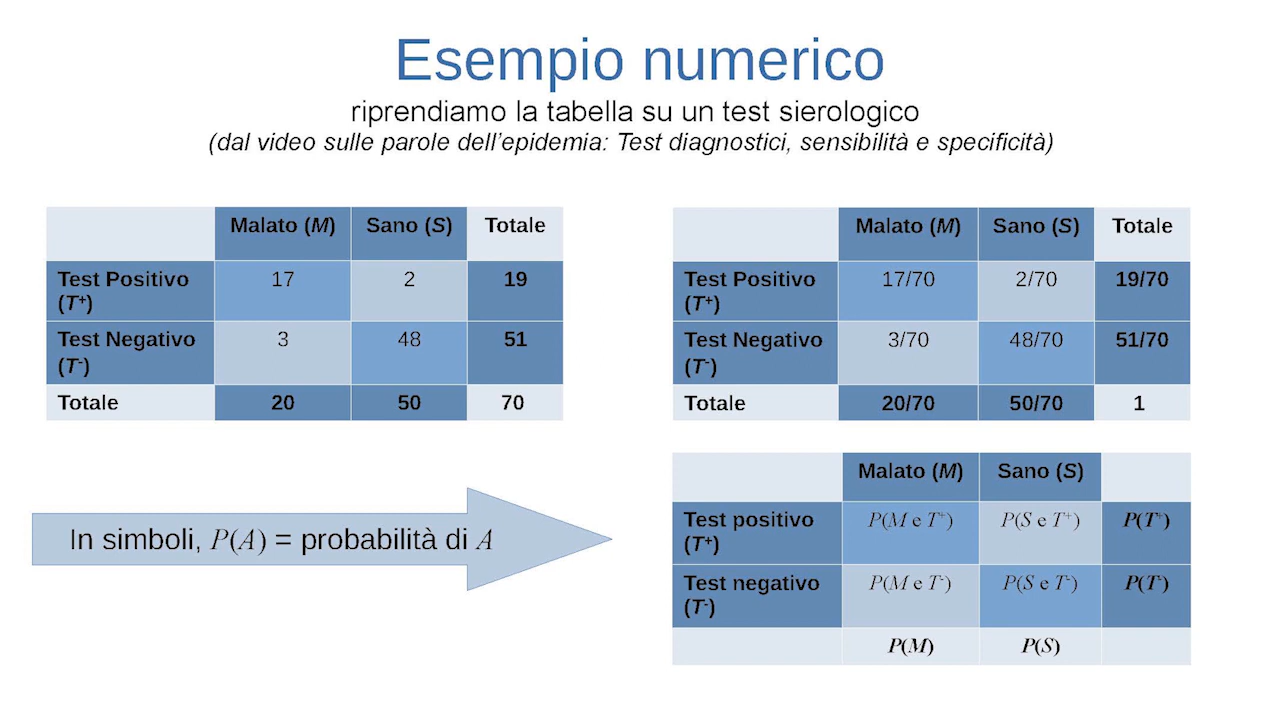 Esempio numerico
riprendiamo la tabella su un test sierologico
(dal video sulle parole dell'epidemia: Test diagnostici, sensibilità e specificità)
Malato (M) Sano (S) Totale
Test Positivo (T+) 17 2 19
Test Negativo (T-) 3 48 51
Totale 20 50 70
Malato (M) Sano (S) Totale
Test Positivo (T+) 17/70 2/70 19/70
Test Negativo (T-) 3/70 48/70 51/70
Totale 20/70 50/70 1
In simboli, P(A) = probabilità di A
Malato (M) Sano (S)
Test positivo (T+) P(M e T+) P(S e T+) P(T+)
Test negativo (T-) P(M e T-) P(S e T-) P(T-)
P(M) P(S)